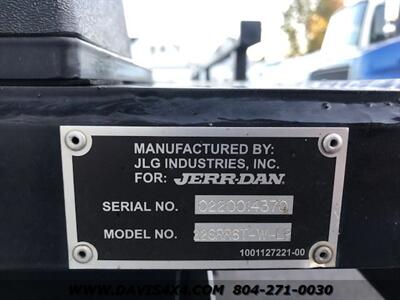 MANUFACTURED BY:
JLG INDUSTRIES, INC.
FOR: JERR-DAN.
SERIAL NO.
MODEL NO.
1001127221-00
WWW.DAVIS4X4.COM - 804-271-0030